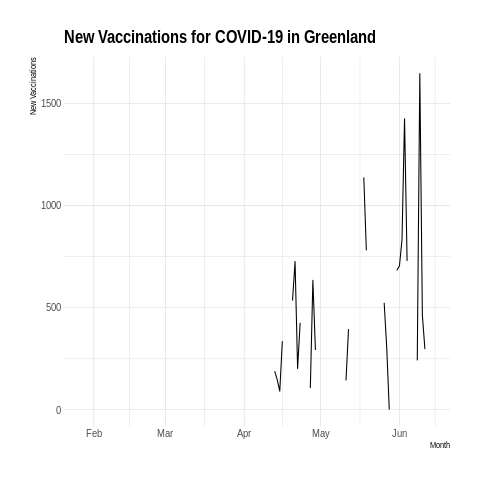 New Vaccinations for COVID-19 in Greenland
New Vaccinations
1500
1000
500
0
Feb Mar Apr May Jun
Month